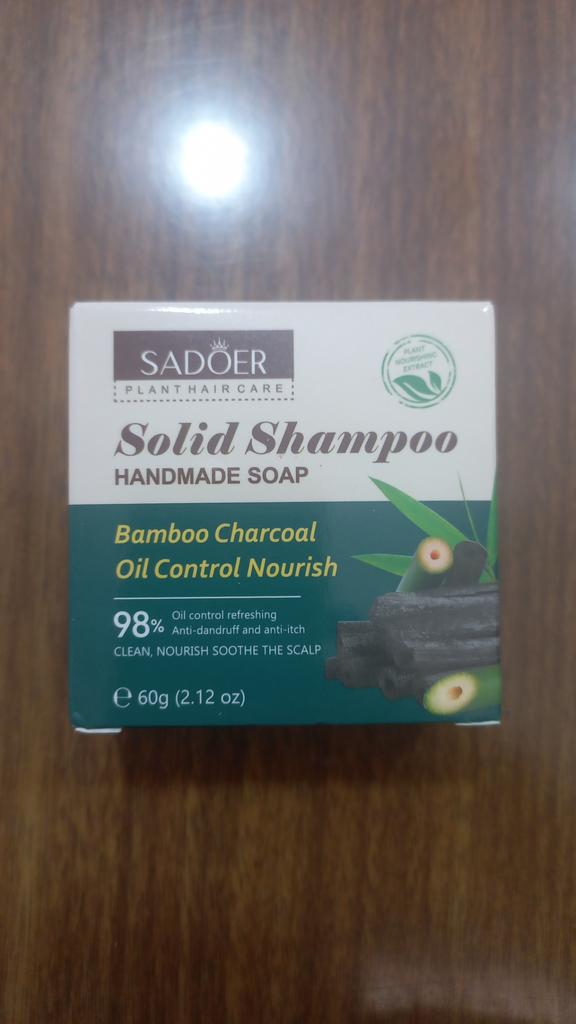 SADOER
PLANT HAIR CARE
PLANT
NOURISHING
EXTRACT
Solid Shampoo
HANDMADE SOAP
Bamboo Charcoal
Oil Control Nourish
98% Oil control refreshing
Anti-dandruff and anti-itch
CLEAN, NOURISH SOOTHE THE SCALP
℮ 60g (2.12 oz)